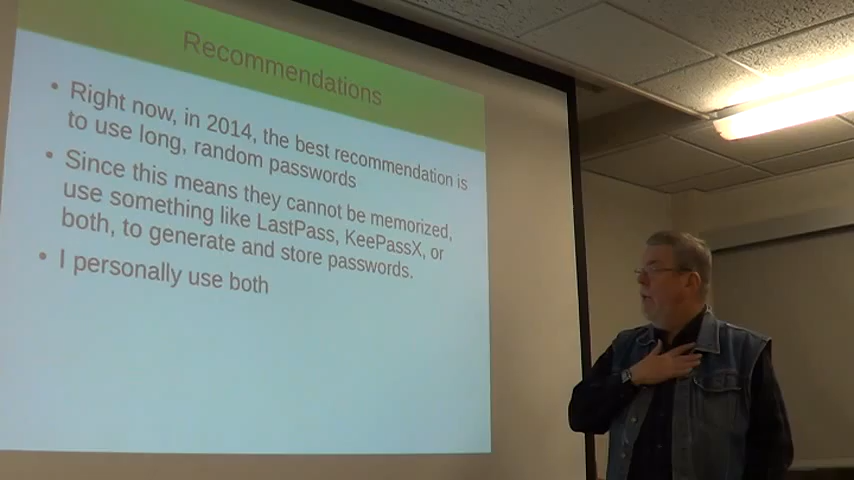 Recommendations
• Right now, in 2014, the best recommendation is
to use long, random passwords
• Since this means they cannot be memorized,
use something like LastPass, KeePassX, or
both, to generate and store passwords.
• I personally use both